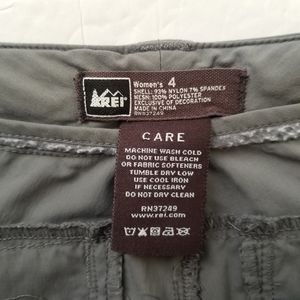 REI
Women's 4
SHELL: 93% NYLON 7% SPANDEX
MESH: 100% POLYESTER
EXCLUSIVE OF DECORATION
MADE IN CHINA
RN37249
CARE
MACHINE WASH COLD
DO NOT USE BLEACH
OR FABRIC SOFTENERS
TUMBLE DRY LOW
USE COOL IRON
IF NECESSARY
DO NOT DRY CLEAN
RN37249
www.rei.com